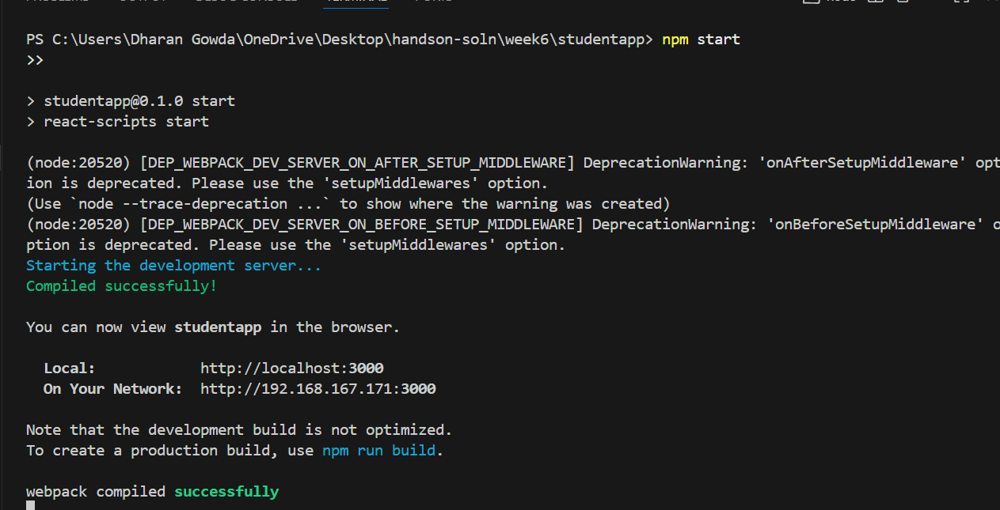 PS C:\Users\Dharan Gowda\OneDrive\Desktop\handson-soln\week6\studentapp> npm start
>>
> studentapp@0.1.0 start
> react-scripts start
(node:20520) [DEP_WEBPACK_DEV_SERVER_ON_AFTER_SETUP_MIDDLEWARE] DeprecationWarning: 'onAfterSetupMiddleware' opt
ion is deprecated. Please use the 'setupMiddlewares' option.
(Use `node --trace-deprecation ...` to show where the warning was created)
(node:20520) [DEP_WEBPACK_DEV_SERVER_ON_BEFORE_SETUP_MIDDLEWARE] DeprecationWarning: 'onBeforeSetupMiddleware' o
ption is deprecated. Please use the 'setupMiddlewares' option.
Starting the development server...
Compiled successfully!
You can now view studentapp in the browser.
Local: http://localhost:3000
On Your Network: http://192.168.167.171:3000
Note that the development build is not optimized.
To create a production build, use npm run build.
webpack compiled successfully